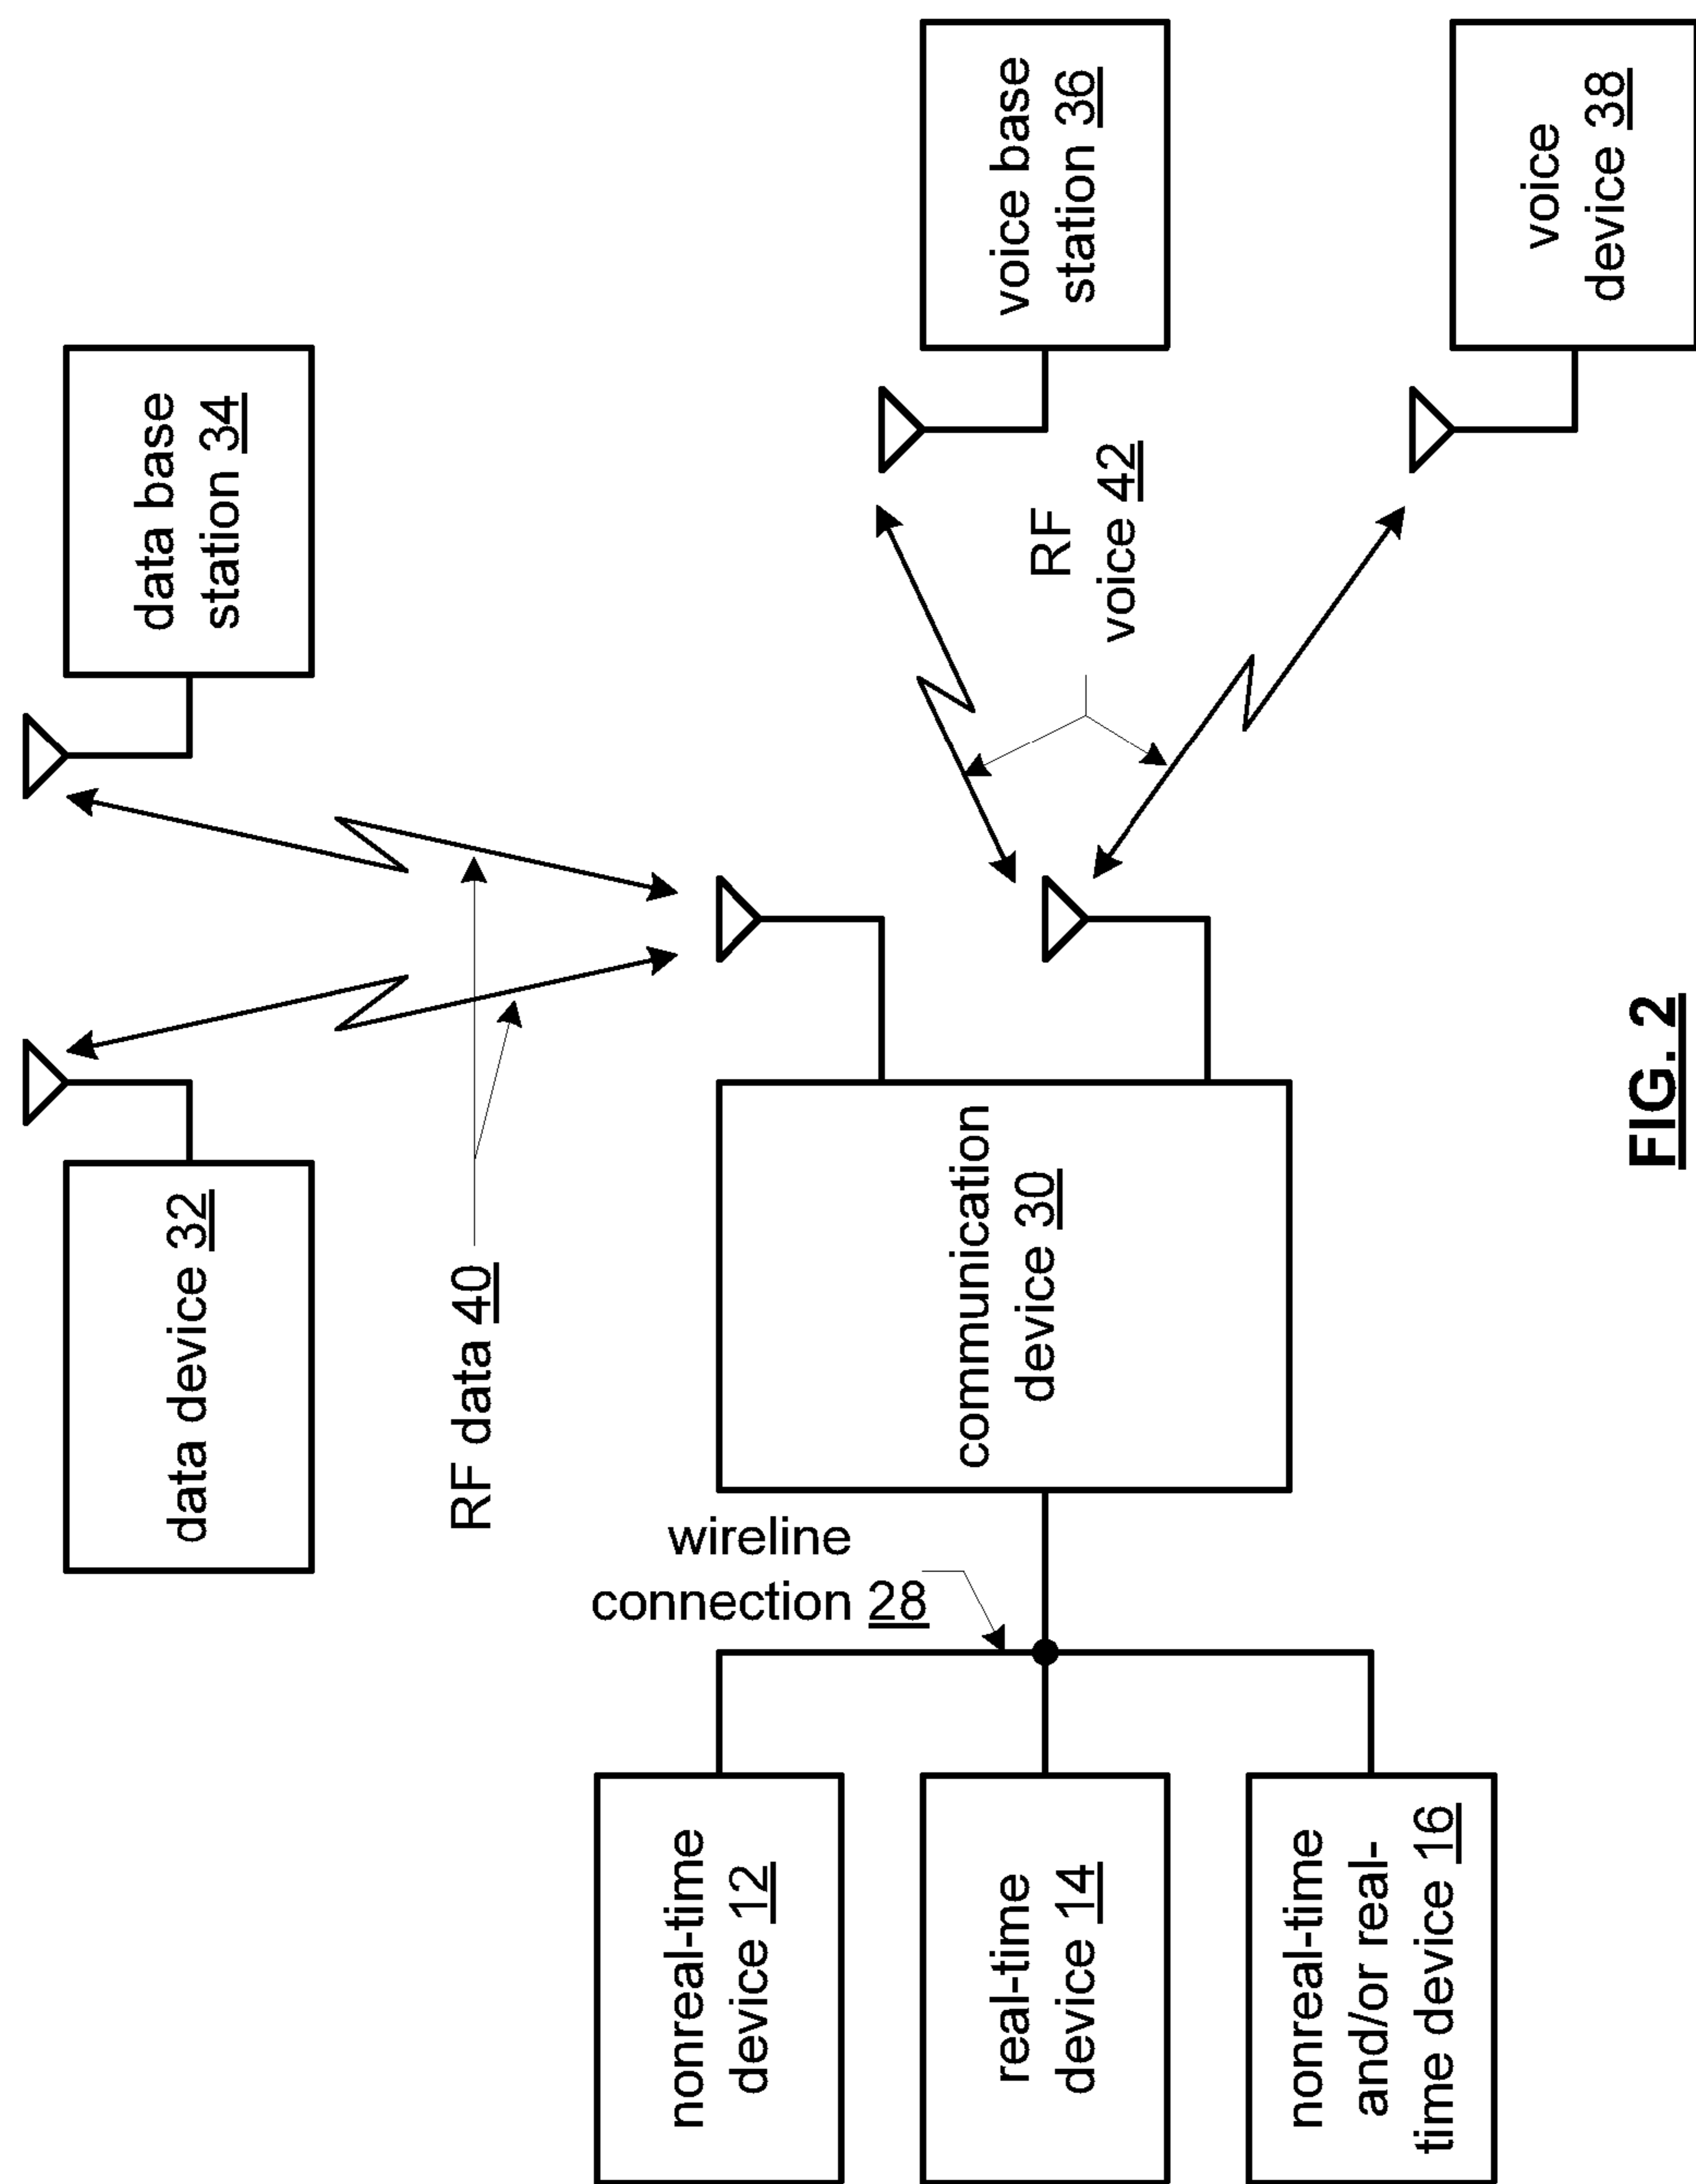 data device 32
data base
station 34
RF data 40
wireline
connection 28
nonreal-time
device 12
communication
device 30
voice base
station 36
RF
voice 42
real-time
device 14
nonreal-time
and/or real-
time device 16
voice
device 38
FIG. 2